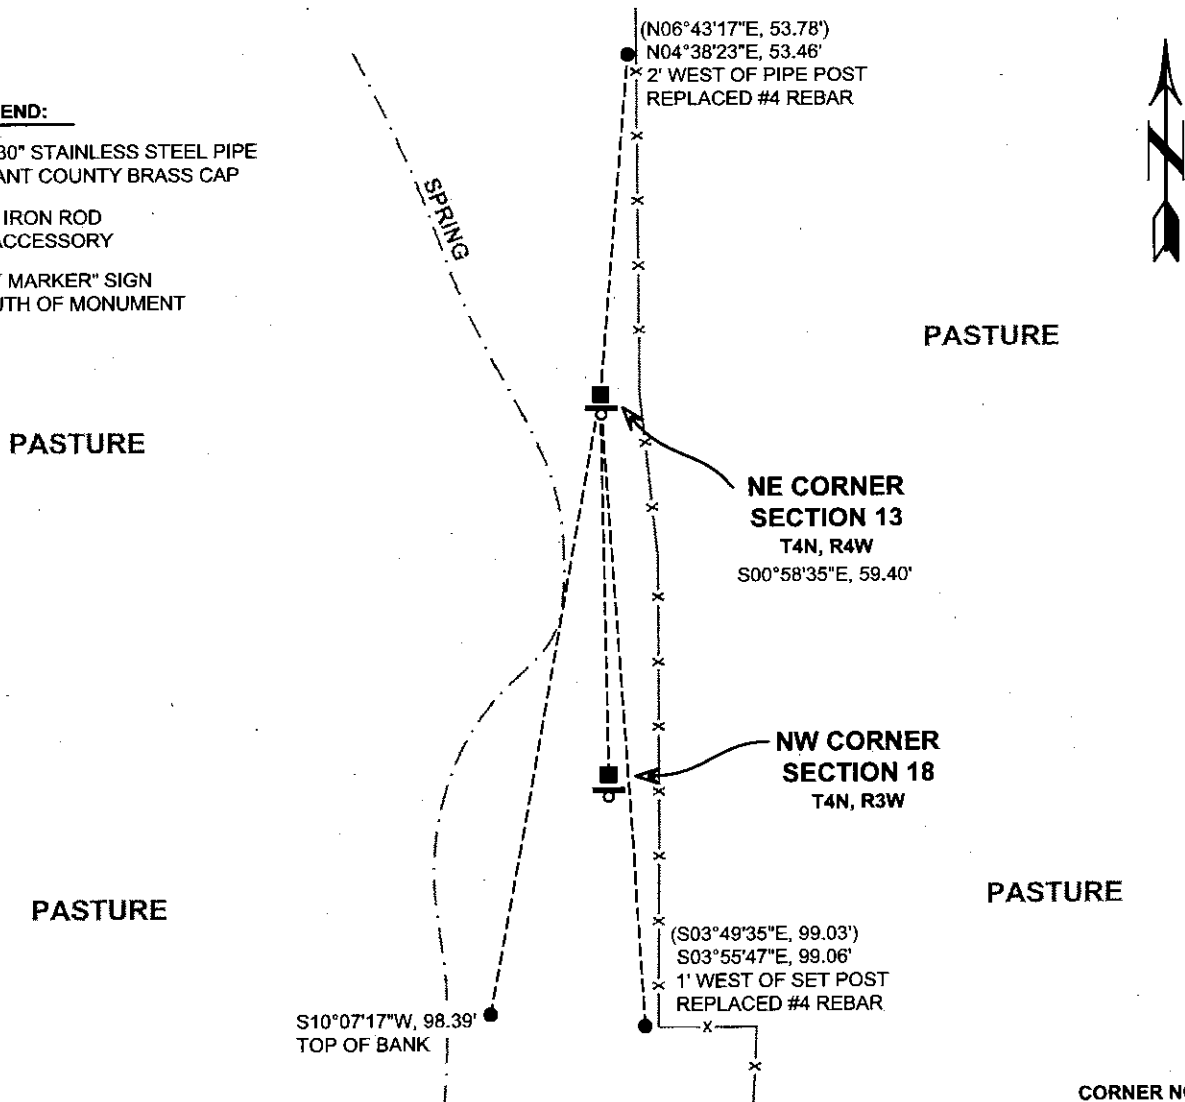 (N06°43'17"E, 53.78')
N04°38'23"E, 53.46'
2' WEST OF PIPE POST
REPLACED #4 REBAR
END:
30" STAINLESS STEEL PIPE
ANT COUNTY BRASS CAP
IRON ROD
ACCESSORY
MARKER" SIGN
UTH OF MONUMENT
SPRING
N
PASTURE
PASTURE
NE CORNER
SECTION 13
T4N, R4W
S00°58'35"E, 59.40'
NW CORNER
SECTION 18
T4N, R3W
PASTURE
PASTURE
(S03°49'35"E, 99.03')
S03°55'47"E, 99.06'
1' WEST OF SET POST
REPLACED #4 REBAR
S10°07'17"W, 98.39'
TOP OF BANK
CORNER NO